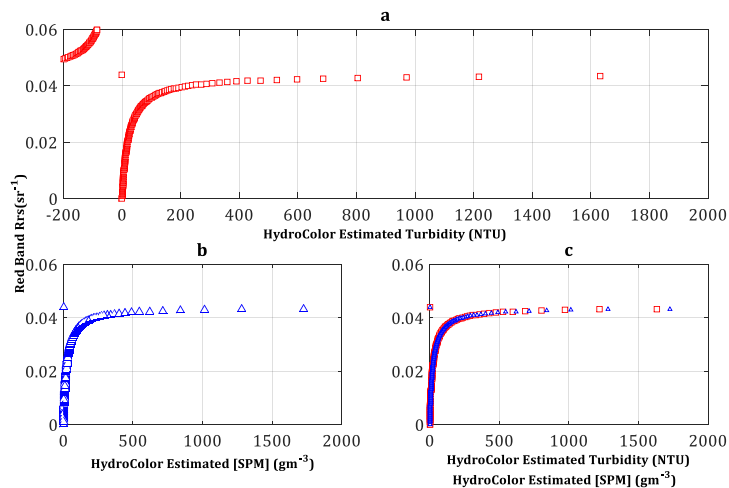 a
0.06
0.04
0.02
0
-200 0 200 400 600 800 1000 1200 1400 1600 1800 2000
HydroColor Estimated Turbidity (NTU)
Red Band Rrs(sr⁻¹)
b
0.06
0.04
0.02
0
0 500 1000 1500 2000
HydroColor Estimated [SPM] (gm⁻³)
c
0.06
0.04
0.02
0
0 500 1000 1500 2000
HydroColor Estimated Turbidity (NTU)
HydroColor Estimated [SPM] (gm⁻³)